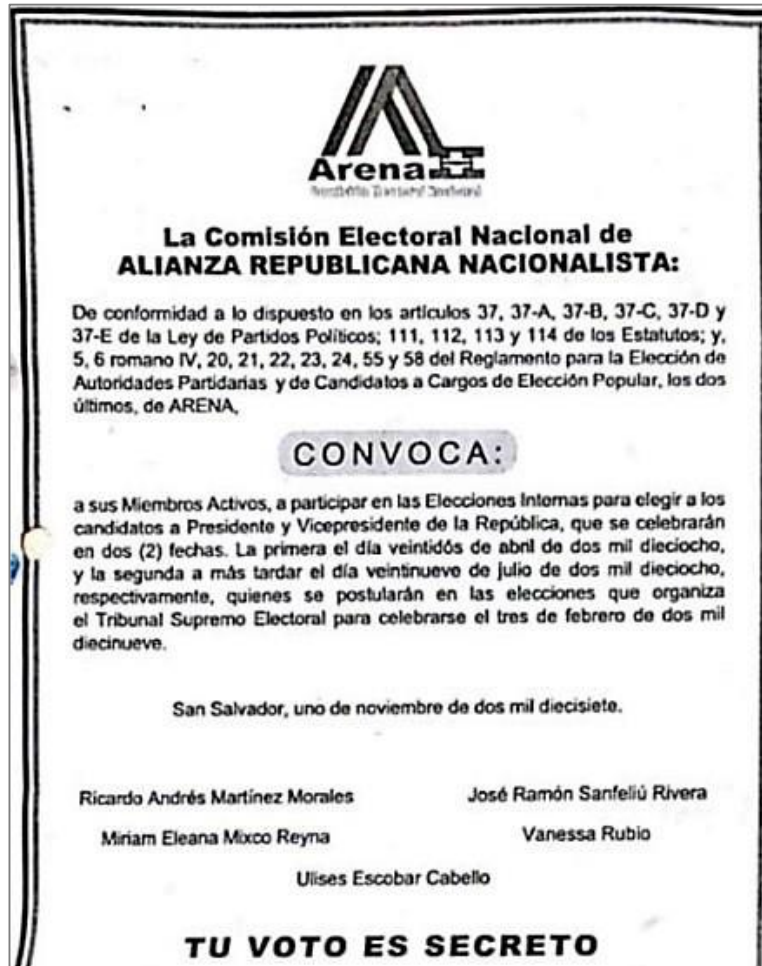 Arena
La Comisión Electoral Nacional de
ALIANZA REPUBLICANA NACIONALISTA:
De conformidad a lo dispuesto en los artículos 37, 37-A, 37-B, 37-C, 37-D y
37-E de la Ley de Partidos Políticos; 111, 112, 113 y 114 de los Estatutos; y,
5, 6 romano IV, 20, 21, 22, 23, 24, 55 y 58 del Reglamento para la Elección de
Autoridades Partidarias y de Candidatos a Cargos de Elección Popular, los dos
últimos, de ARENA,
CONVOCA:
a sus Miembros Activos, a participar en las Elecciones Internas para elegir a los
candidatos a Presidente y Vicepresidente de la República, que se celebrarán
en dos (2) fechas. La primera el día veintidós de abril de dos mil dieciocho,
y la segunda a más tardar el día veintinueve de julio de dos mil dieciocho,
respectivamente, quienes se postularán en las elecciones que organiza
el Tribunal Supremo Electoral para celebrarse el tres de febrero de dos mil
diecinueve.
San Salvador, uno de noviembre de dos mil diecisiete.
Ricardo Andrés Martínez Morales José Ramón Sanfeliú Rivera
Miriam Eleana Mixco Reyna Vanessa Rubio
Ulises Escobar Cabello
TU VOTO ES SECRETO